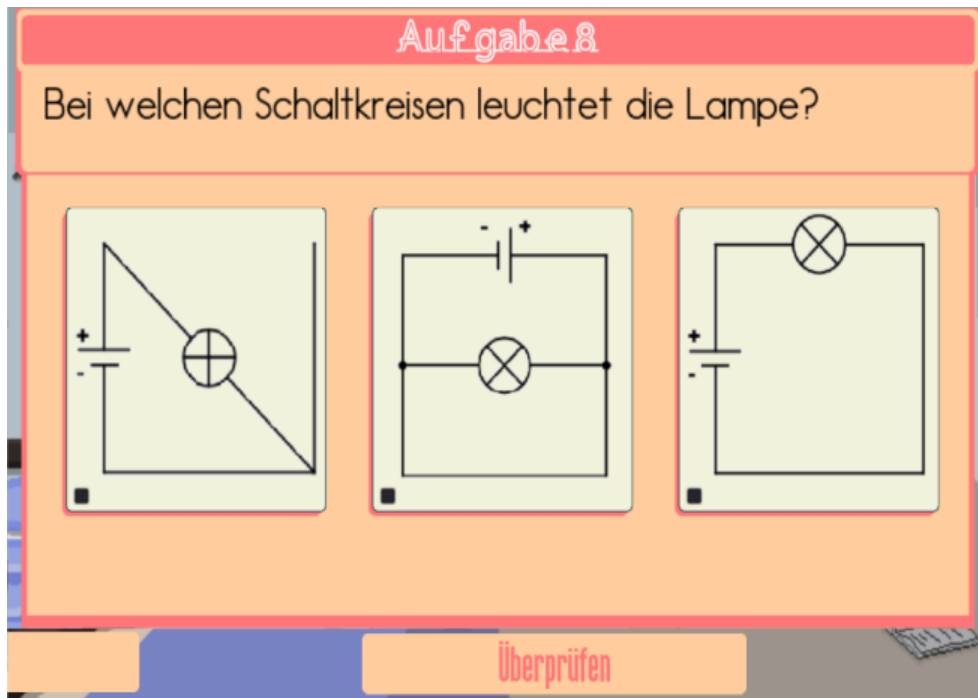 Aufgabe 8
Bei welchen Schaltkreisen leuchtet die Lampe?
+
-
- +
+
-
Überprüfen